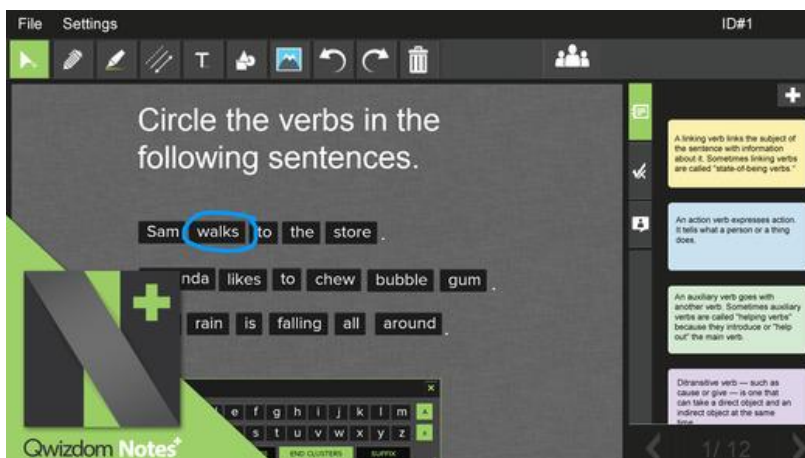 File Settings ID#1
Circle the verbs in the
following sentences.
Sam walks to the store .
nda likes to chew bubble gum .
rain is falling all around .
e f g h i j k l m
s t u v w x y z
END CLUSTERS SUFFIX
Qwizdom Notes+
A linking verb links the subject of
the sentence with information
about it. Sometimes linking verbs
are called "state-of-being verbs."
An action verb expresses action.
It tells what a person or a thing
does.
An auxiliary verb goes with
another verb. Sometimes auxiliary
verbs are called "helping verbs"
because they introduce or "help
out" the main verb.
Ditransitive verb — such as
cause or give — is one that
can take a direct object and an
indirect object at the same
time
1/12